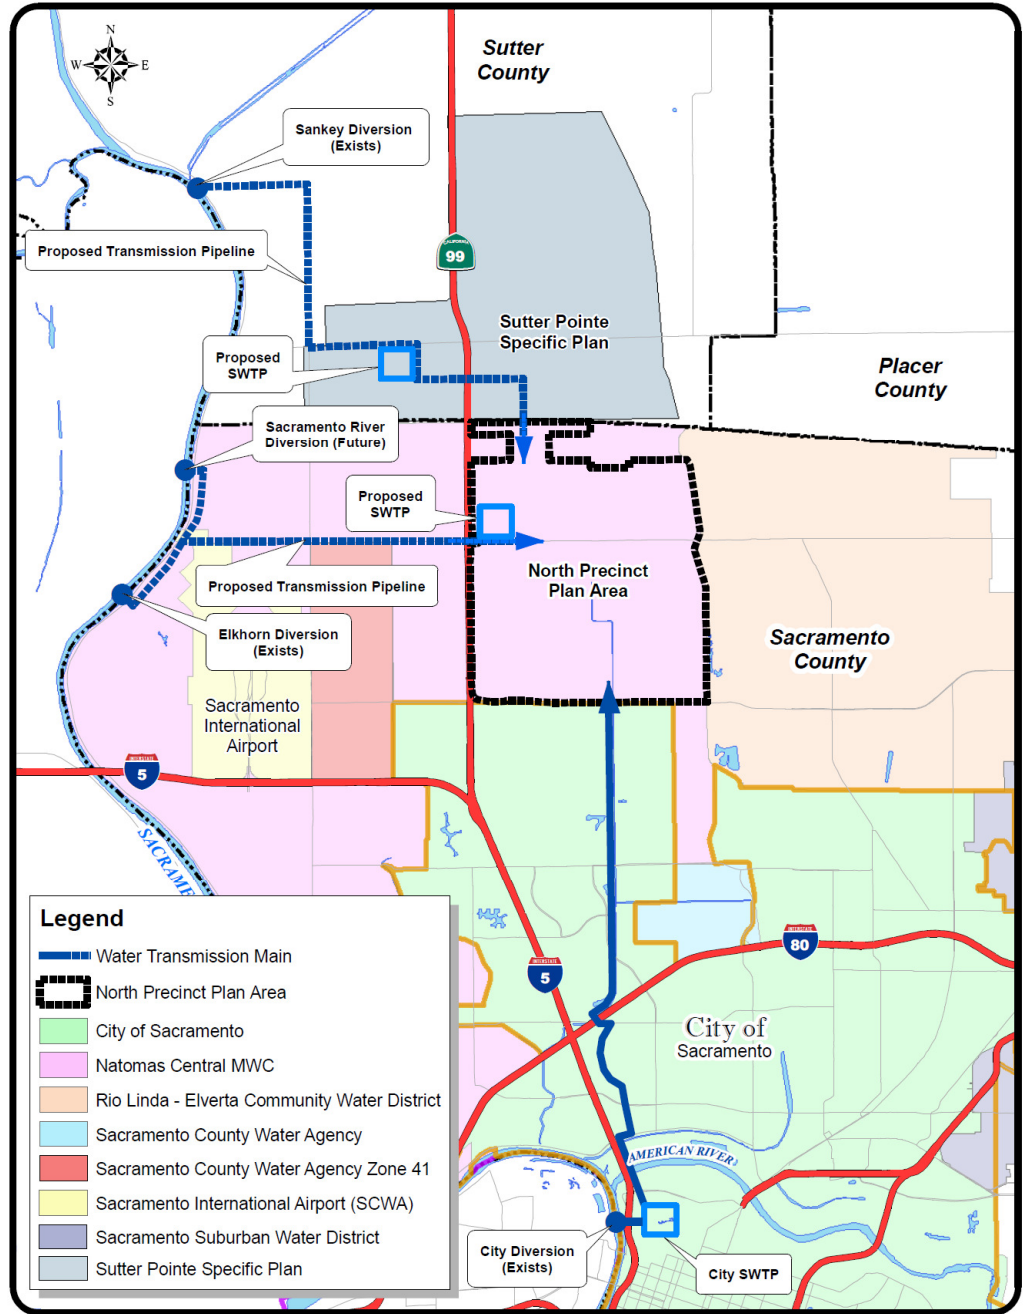 N
W
E
S
Sutter
County
Sankey Diversion
(Exists)
Proposed Transmission Pipeline
CALIFORNIA
99
Sutter Pointe
Specific Plan
Proposed
SWTP
Placer
County
Sacramento River
Diversion (Future)
Proposed
SWTP
Proposed Transmission Pipeline
North Precinct
Plan Area
Elkhorn Diversion
(Exists)
Sacramento
County
Sacramento
International
Airport
INTERSTATE
5
SACRAME
Legend
Water Transmission Main
North Precinct Plan Area
City of Sacramento
Natomas Central MWC
Rio Linda - Elverta Community Water District
Sacramento County Water Agency
Sacramento County Water Agency Zone 41
Sacramento International Airport (SCWA)
Sacramento Suburban Water District
Sutter Pointe Specific Plan
INTERSTATE
80
INTERSTATE
5
City of
Sacramento
AMERICAN RIVER
City Diversion
(Exists)
City SWTP